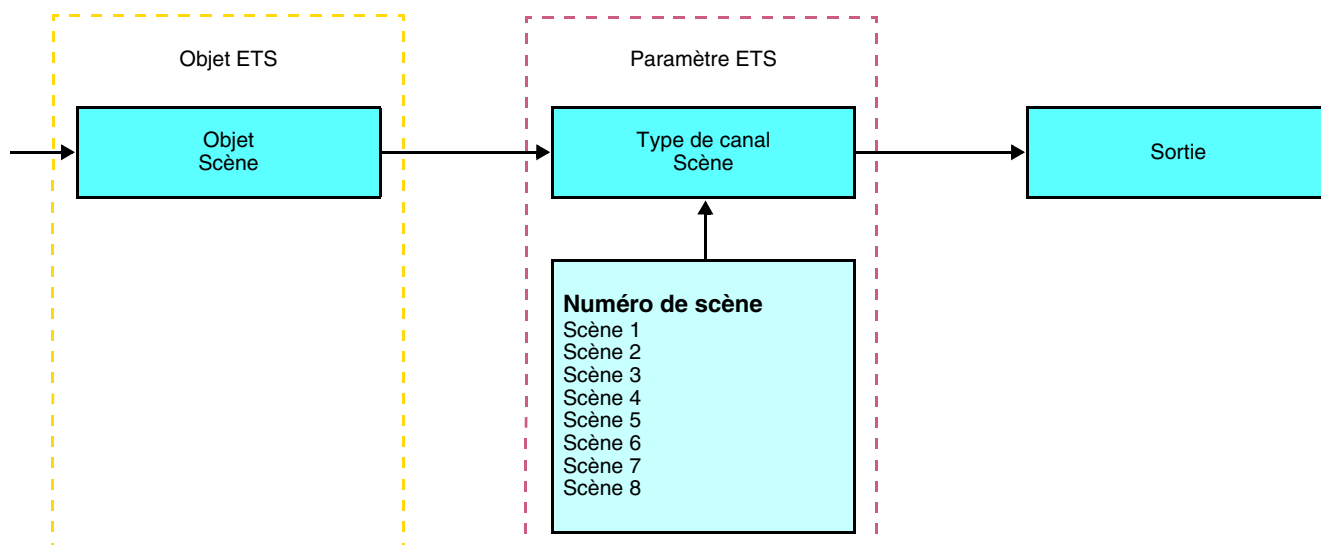 Objet ETS
Paramètre ETS
Objet
Scène
Type de canal
Scène
Sortie
Numéro de scène
Scène 1
Scène 2
Scène 3
Scène 4
Scène 5
Scène 6
Scène 7
Scène 8